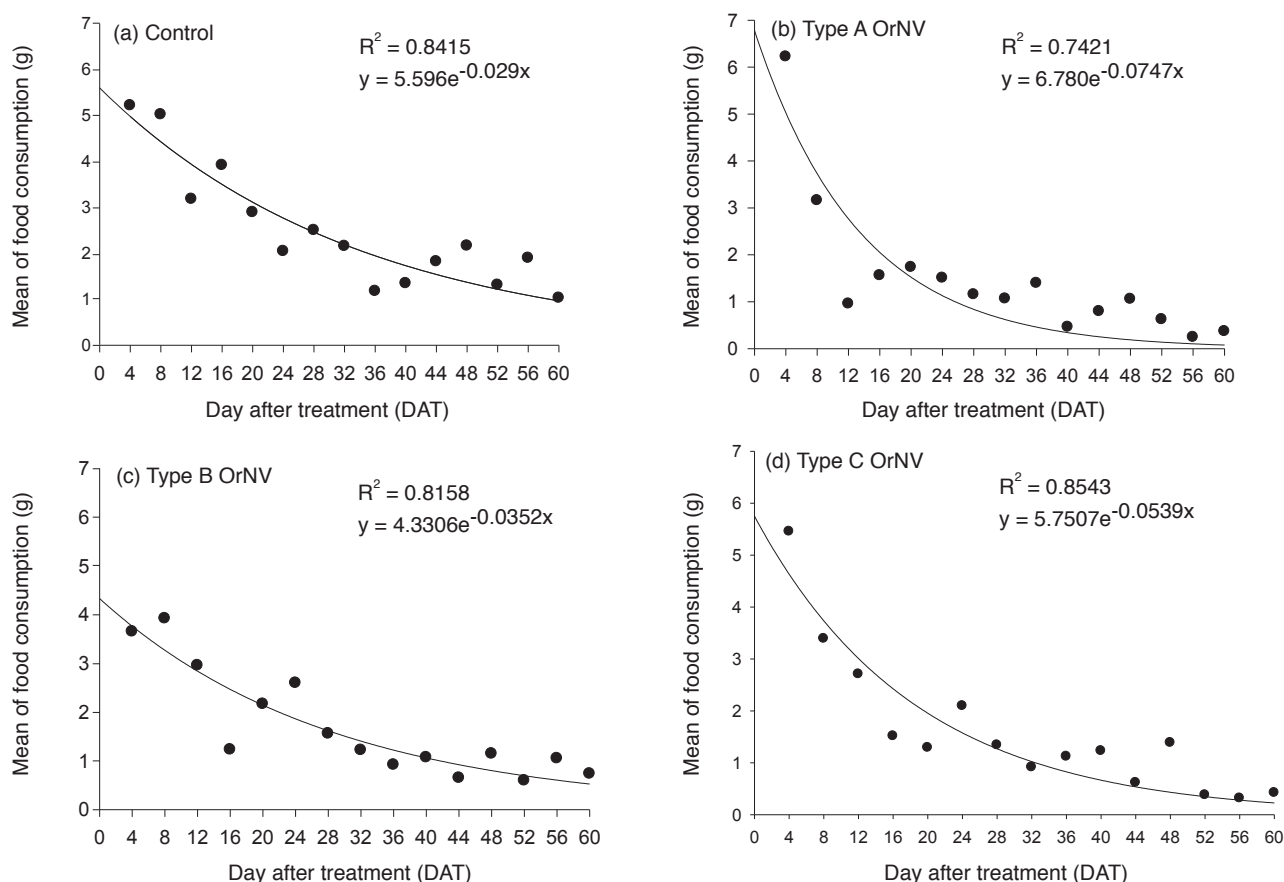 (a) Control
R² = 0.8415
y = 5.596e^-0.029x
Mean of food consumption (g)
7
6
5
4
3
2
1
0
0 4 8 12 16 20 24 28 32 36 40 44 48 52 56 60
Day after treatment (DAT)
(b) Type A OrNV
R² = 0.7421
y = 6.780e^-0.0747x
Mean of food consumption (g)
7
6
5
4
3
2
1
0
0 4 8 12 16 20 24 28 32 36 40 44 48 52 56 60
Day after treatment (DAT)
(c) Type B OrNV
R² = 0.8158
y = 4.3306e^-0.0352x
Mean of food consumption (g)
7
6
5
4
3
2
1
0
0 4 8 12 16 20 24 28 32 36 40 44 48 52 56 60
Day after treatment (DAT)
(d) Type C OrNV
R² = 0.8543
y = 5.7507e^-0.0539x
Mean of food consumption (g)
7
6
5
4
3
2
1
0
0 4 8 12 16 20 24 28 32 36 40 44 48 52 56 60
Day after treatment (DAT)